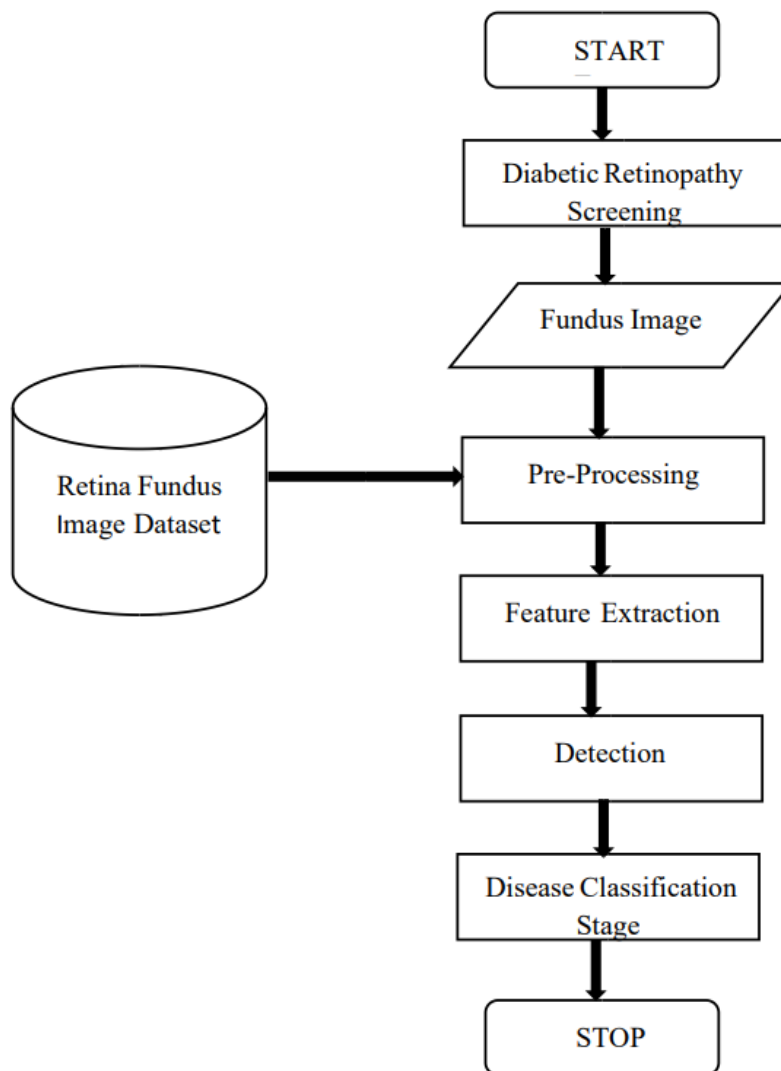 START
Diabetic Retinopathy
Screening
Fundus Image
Retina Fundus
Image Dataset
Pre-Processing
Feature Extraction
Detection
Disease Classification
Stage
STOP